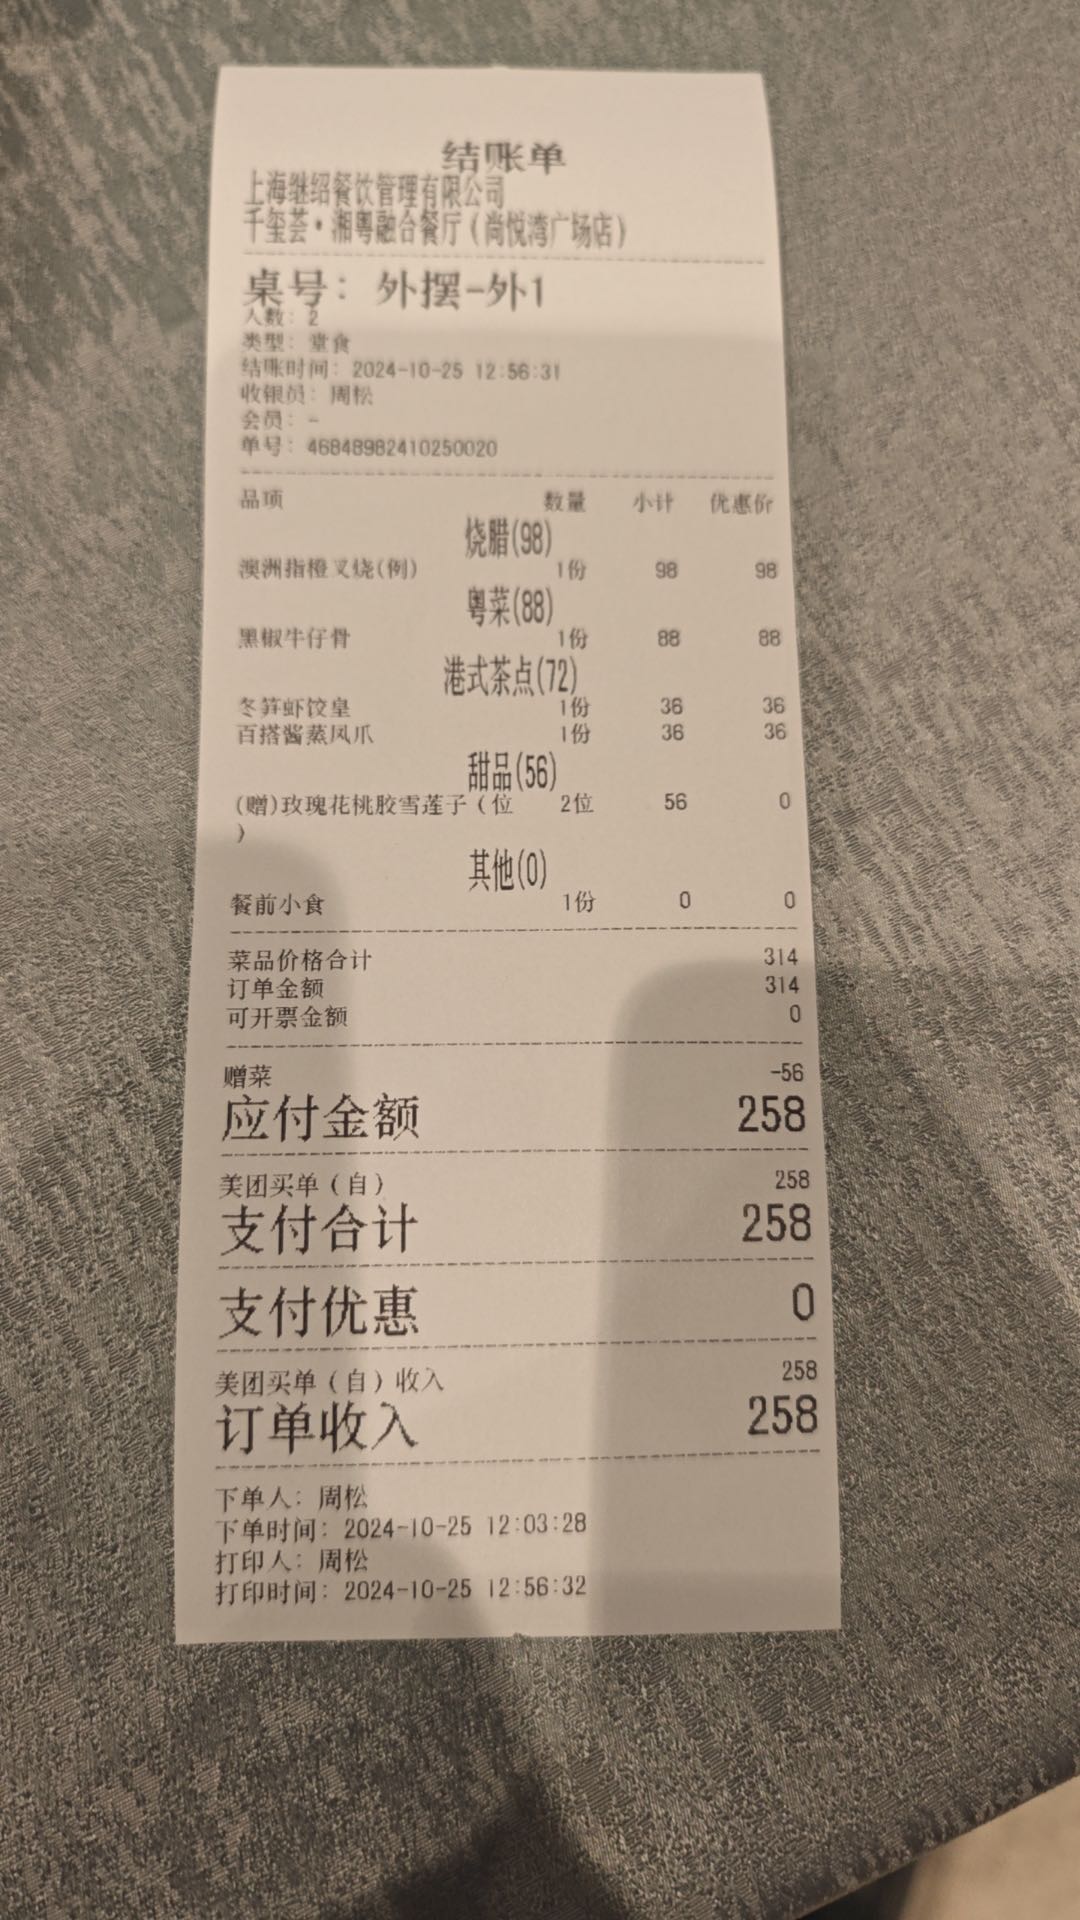 结账单
上海继绍餐饮管理有限公司
千玺荟·湘粤融合餐厅(尚悦湾广场店)
桌号: 外摆-外1
人数: 2
类型: 堂食
结账时间: 2024-10-25 12:56:31
收银员: 周松
会员: -
单号: 46848982410250020
品项 数量 小计 优惠价
烧腊(98)
澳洲指橙叉烧(例) 1份 98 98
粤菜(88)
黑椒牛仔骨 1份 88 88
港式茶点(72)
冬笋虾饺皇 1份 36 36
百搭酱蒸凤爪 1份 36 36
甜品(56)
(赠)玫瑰花桃胶雪莲子(位 2位 56 0
)
其他(0)
餐前小食 1份 0 0
菜品价格合计 314
订单金额 314
可开票金额 0
赠菜 -56
应付金额 258
美团买单(自) 258
支付合计 258
支付优惠 0
美团买单(自)收入 258
订单收入 258
下单人: 周松
下单时间: 2024-10-25 12:03:28
打印人: 周松
打印时间: 2024-10-25 12:56:32